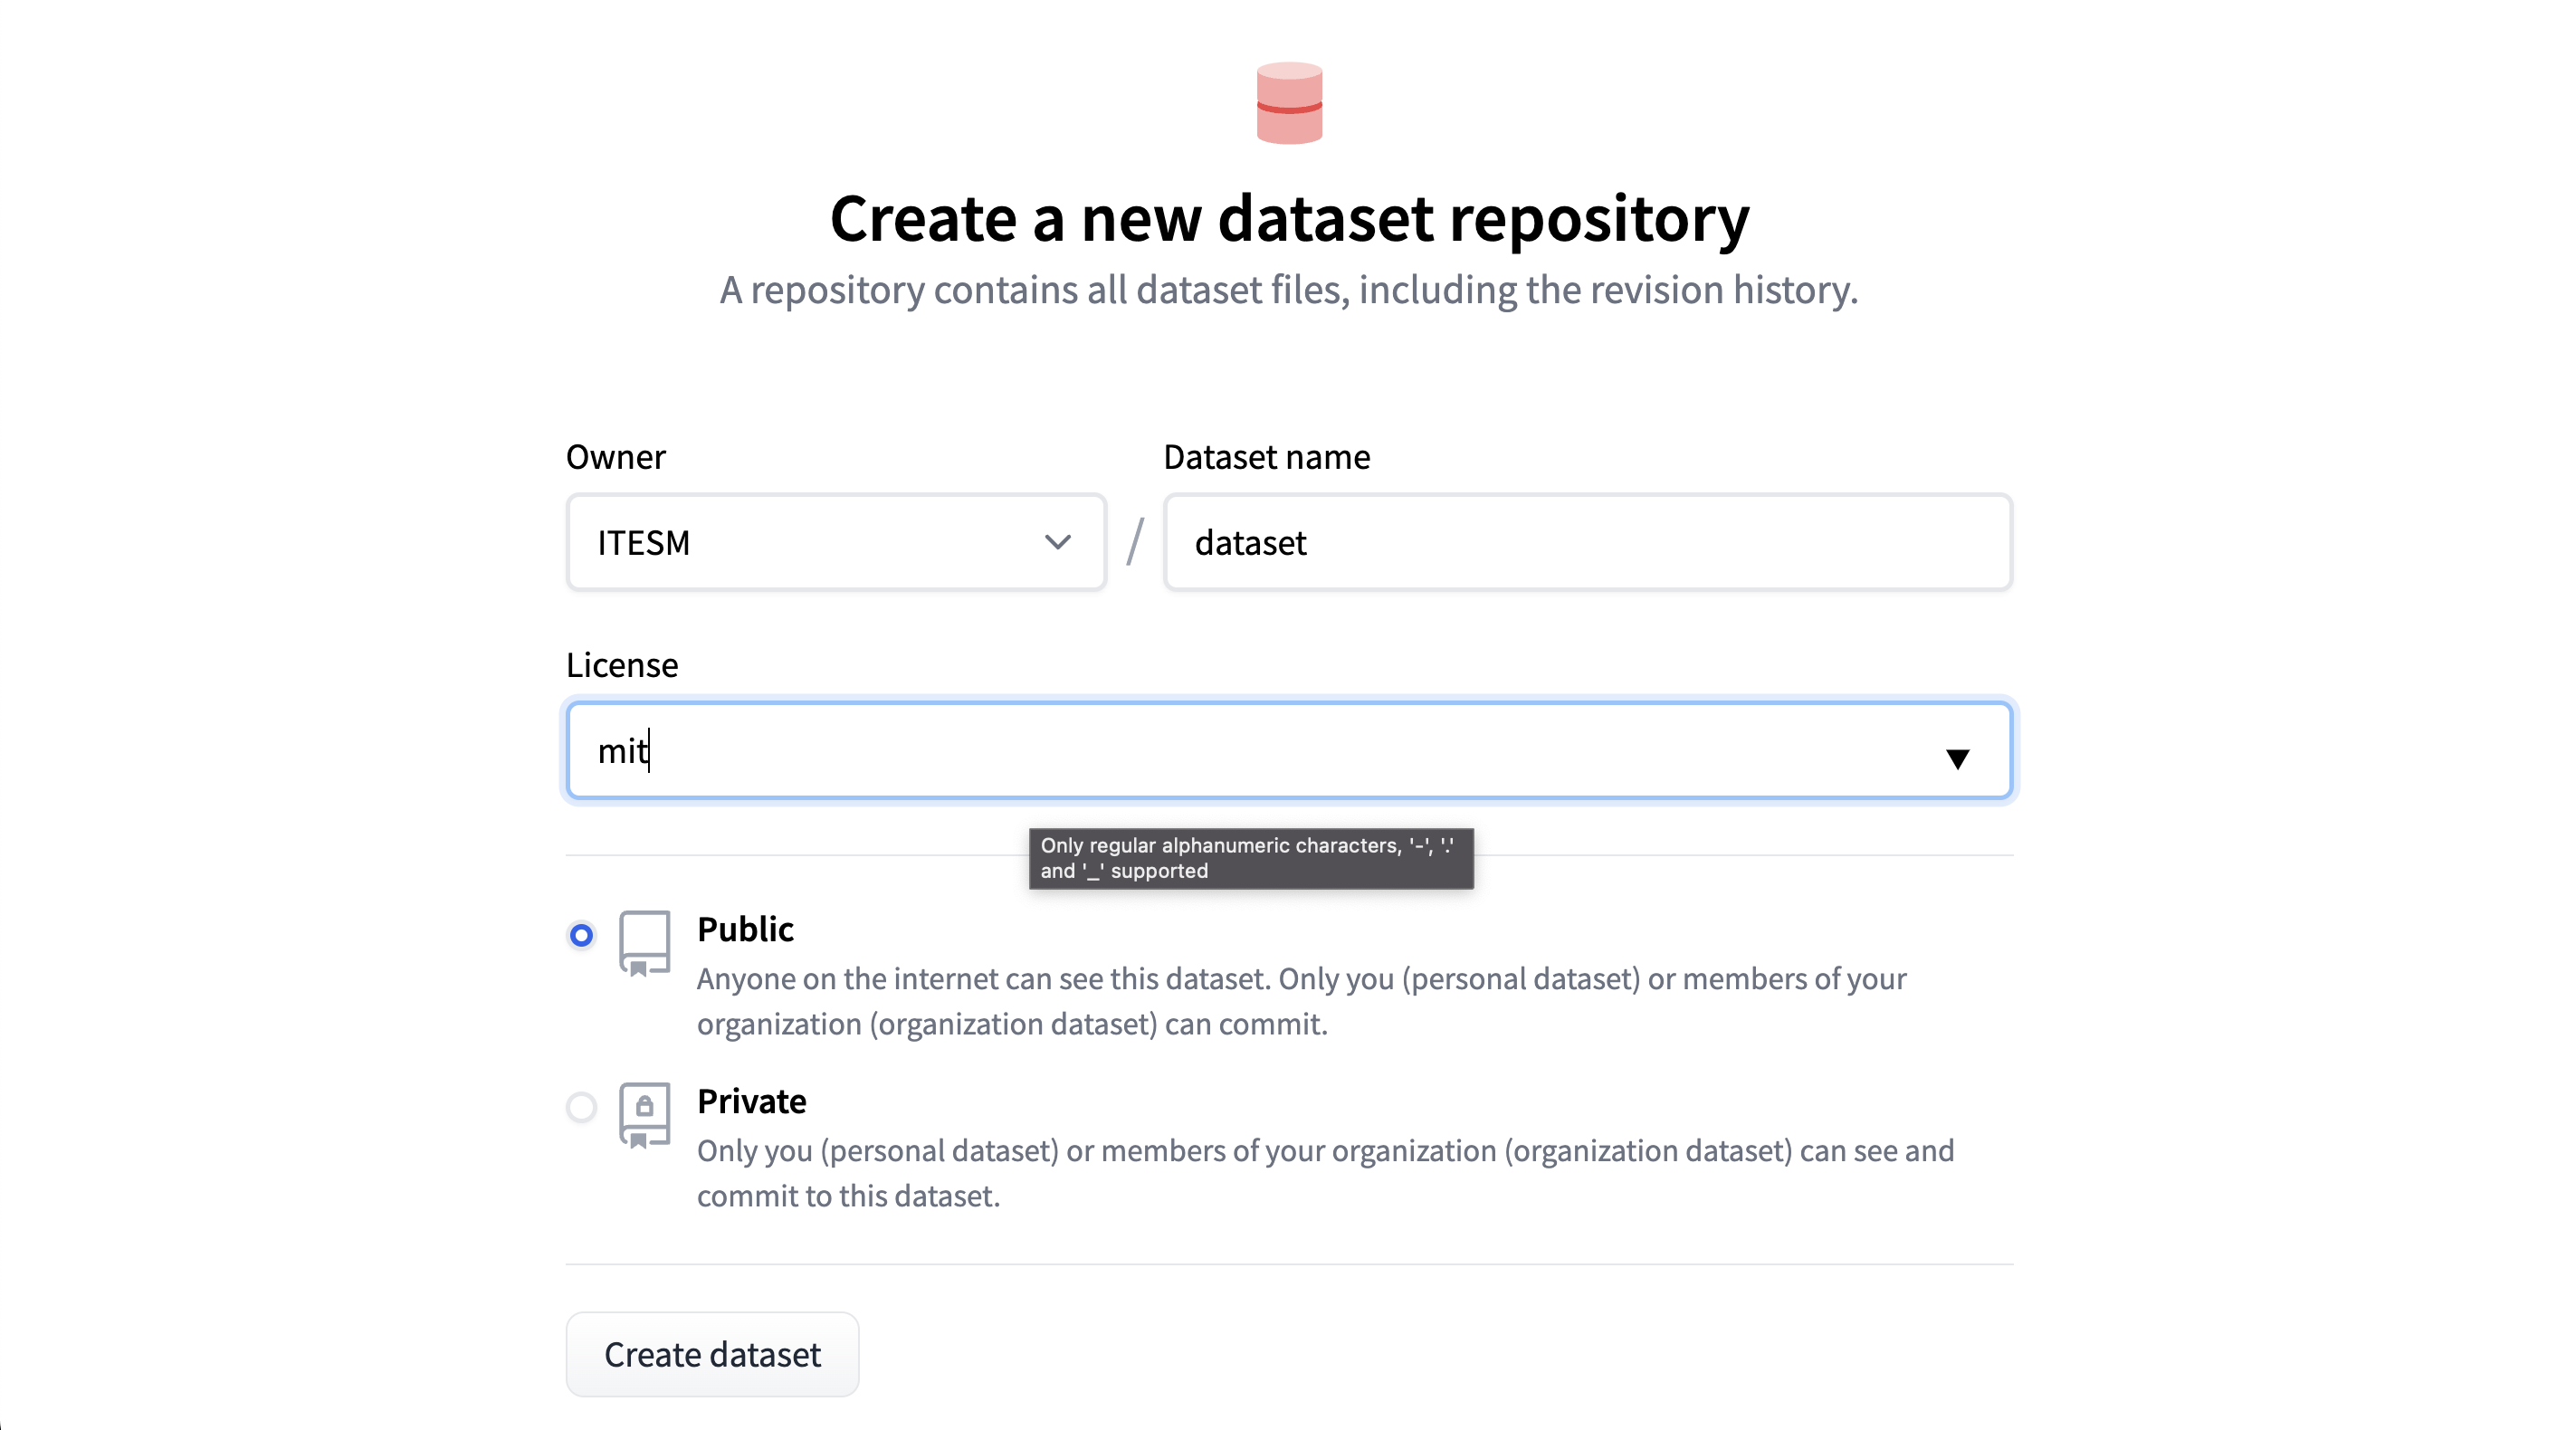 Create a new dataset repository
A repository contains all dataset files, including the revision history.
Owner
Dataset name
ITESM
/
dataset
License
mit
Only regular alphanumeric characters, '-', '.'
and '_' supported
Public
Anyone on the internet can see this dataset. Only you (personal dataset) or members of your
organization (organization dataset) can commit.
Private
Only you (personal dataset) or members of your organization (organization dataset) can see and
commit to this dataset.
Create dataset